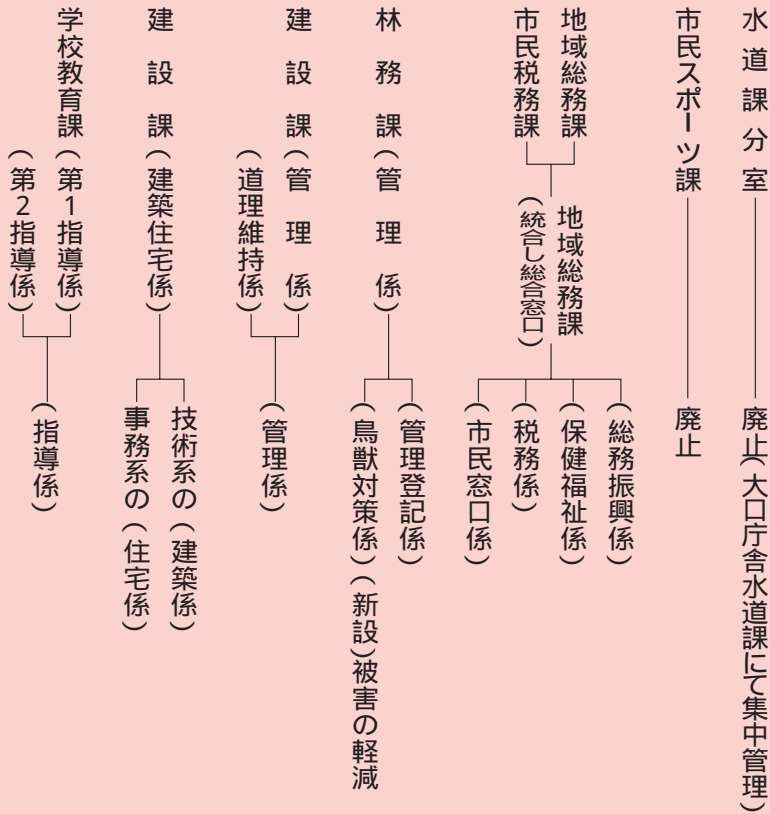 水道課分室
廃止(大口庁舎水道課にて集中管理)
市民スポーツ課
廃止
地域総務課
市民税務課
地域総務課
(統合し総合窓口)
(総務振興係)
(保健福祉係)
(税務係)
(市民窓口係)
林務課(管理係)
(管理登記係)
(鳥獣対策係)(新設)被害の軽減
建設課(管理係)
(道理維持係)
(管理係)
建設課(建築住宅係)
技術系の(建築係)
事務系の(住宅係)
学校教育課(第1指導係)
(第2指導係)
(指導係)